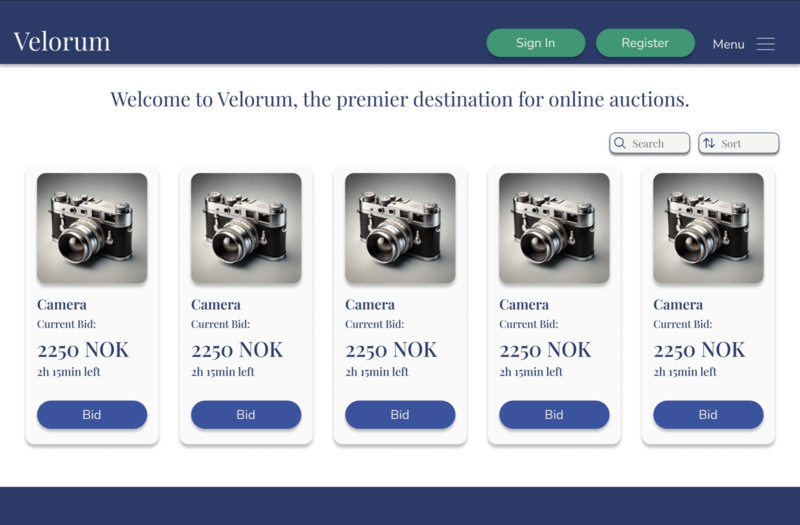 Velorum
Sign In
Register
Menu
Welcome to Velorum, the premier destination for online auctions.
Search
Sort
Camera
Current Bid:
2250 NOK
2h 15min left
Bid
Camera
Current Bid:
2250 NOK
2h 15min left
Bid
Camera
Current Bid:
2250 NOK
2h 15min left
Bid
Camera
Current Bid:
2250 NOK
2h 15min left
Bid
Camera
Current Bid:
2250 NOK
2h 15min left
Bid